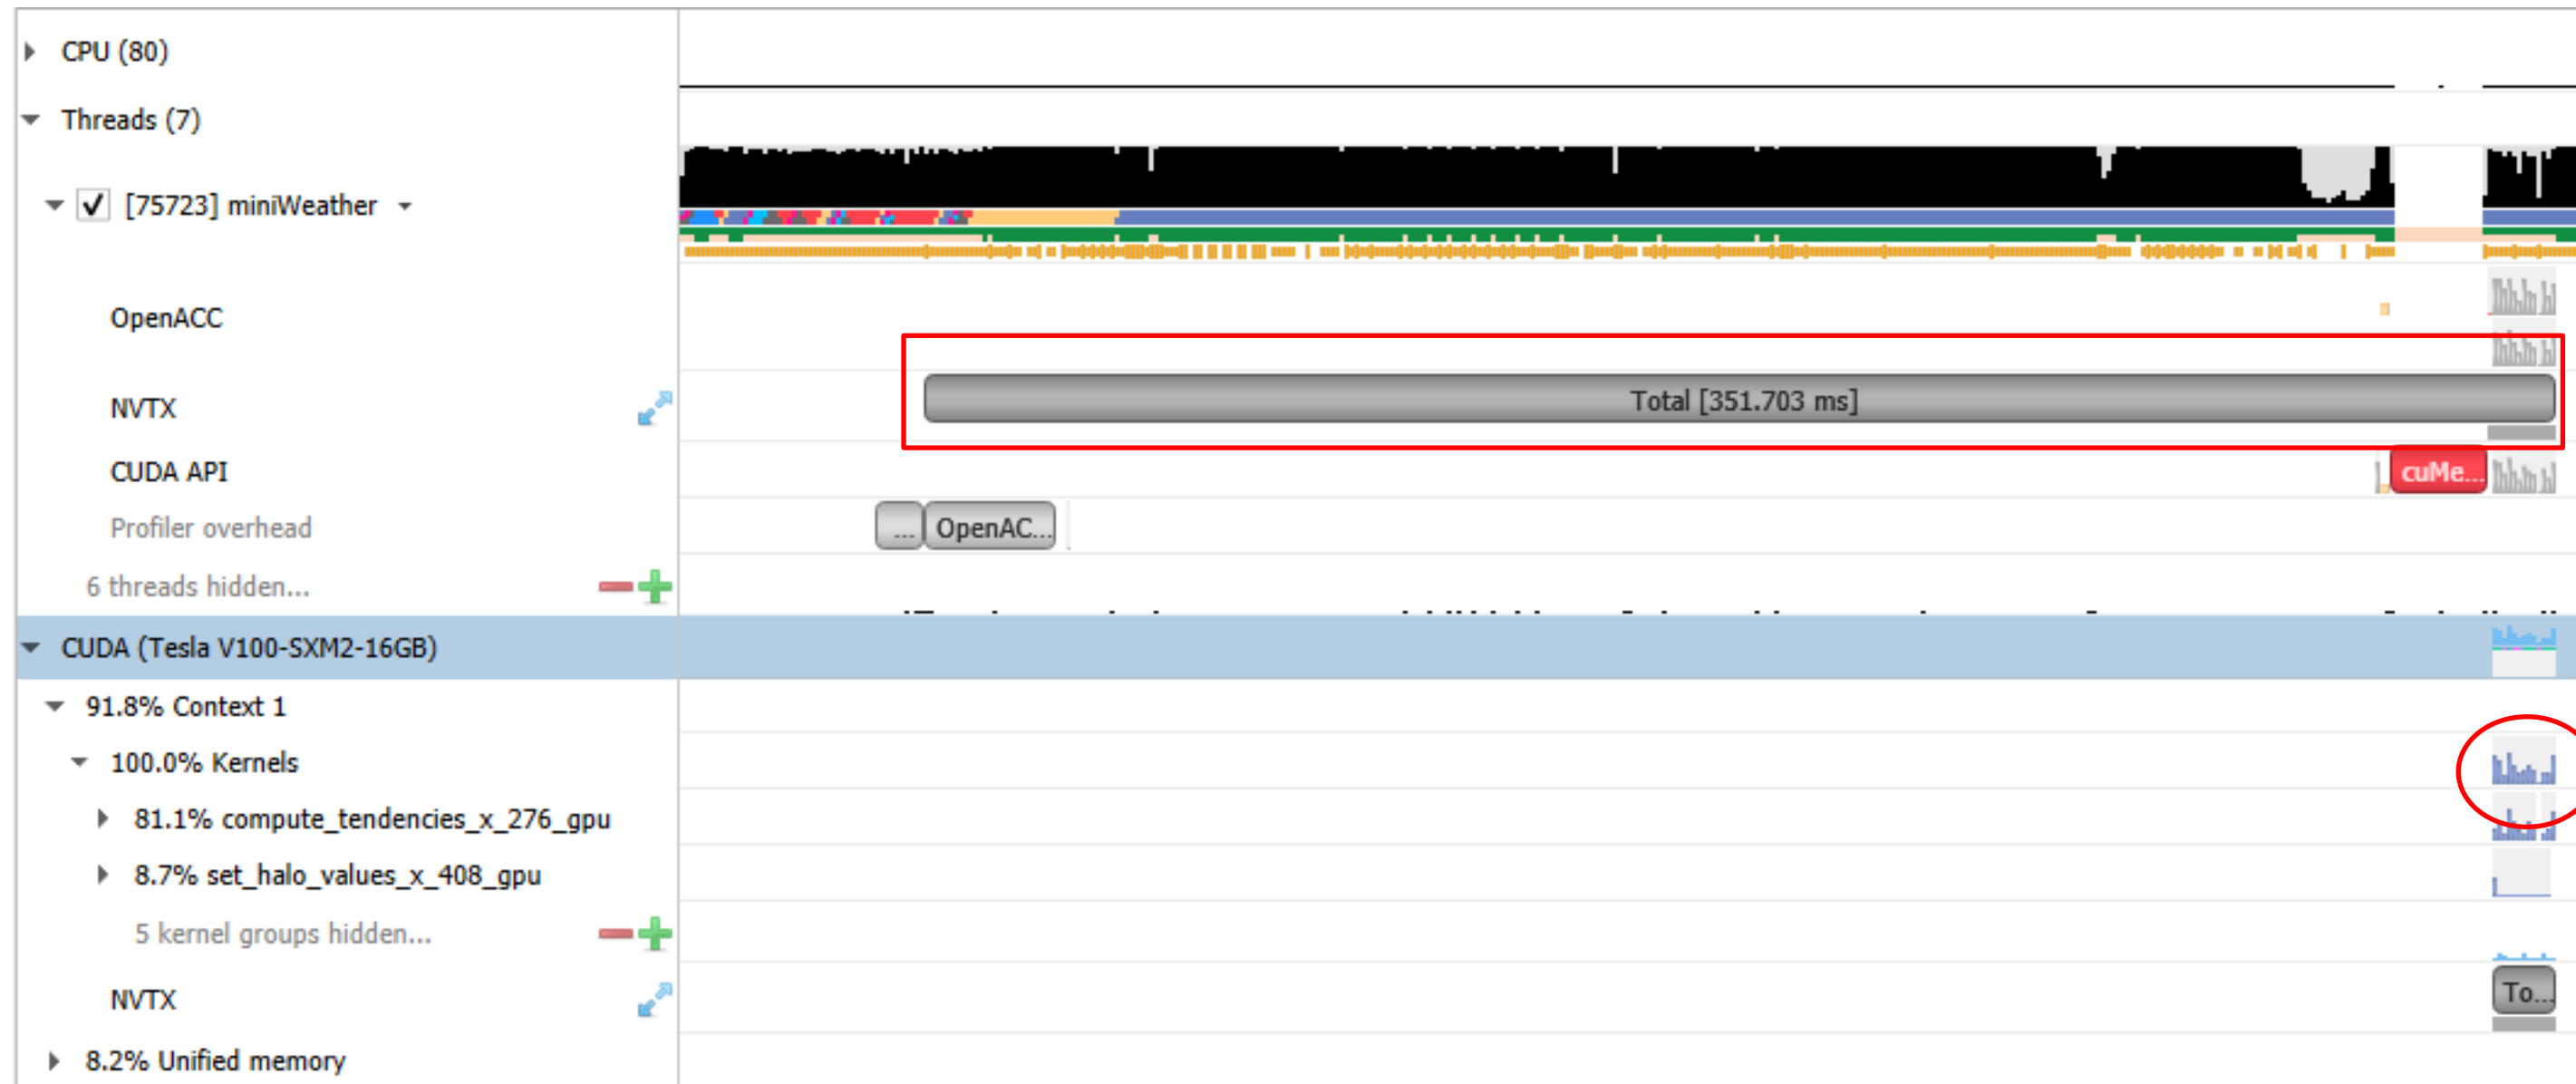 CPU (80)
Threads (7)
[75723] miniWeather
OpenACC
NVTX
Total [351.703 ms]
CUDA API
cuMe...
Profiler overhead
...
OpenAC...
6 threads hidden...
CUDA (Tesla V100-SXM2-16GB)
91.8% Context 1
100.0% Kernels
81.1% compute_tendencies_x_276_gpu
8.7% set_halo_values_x_408_gpu
5 kernel groups hidden...
NVTX
To...
8.2% Unified memory